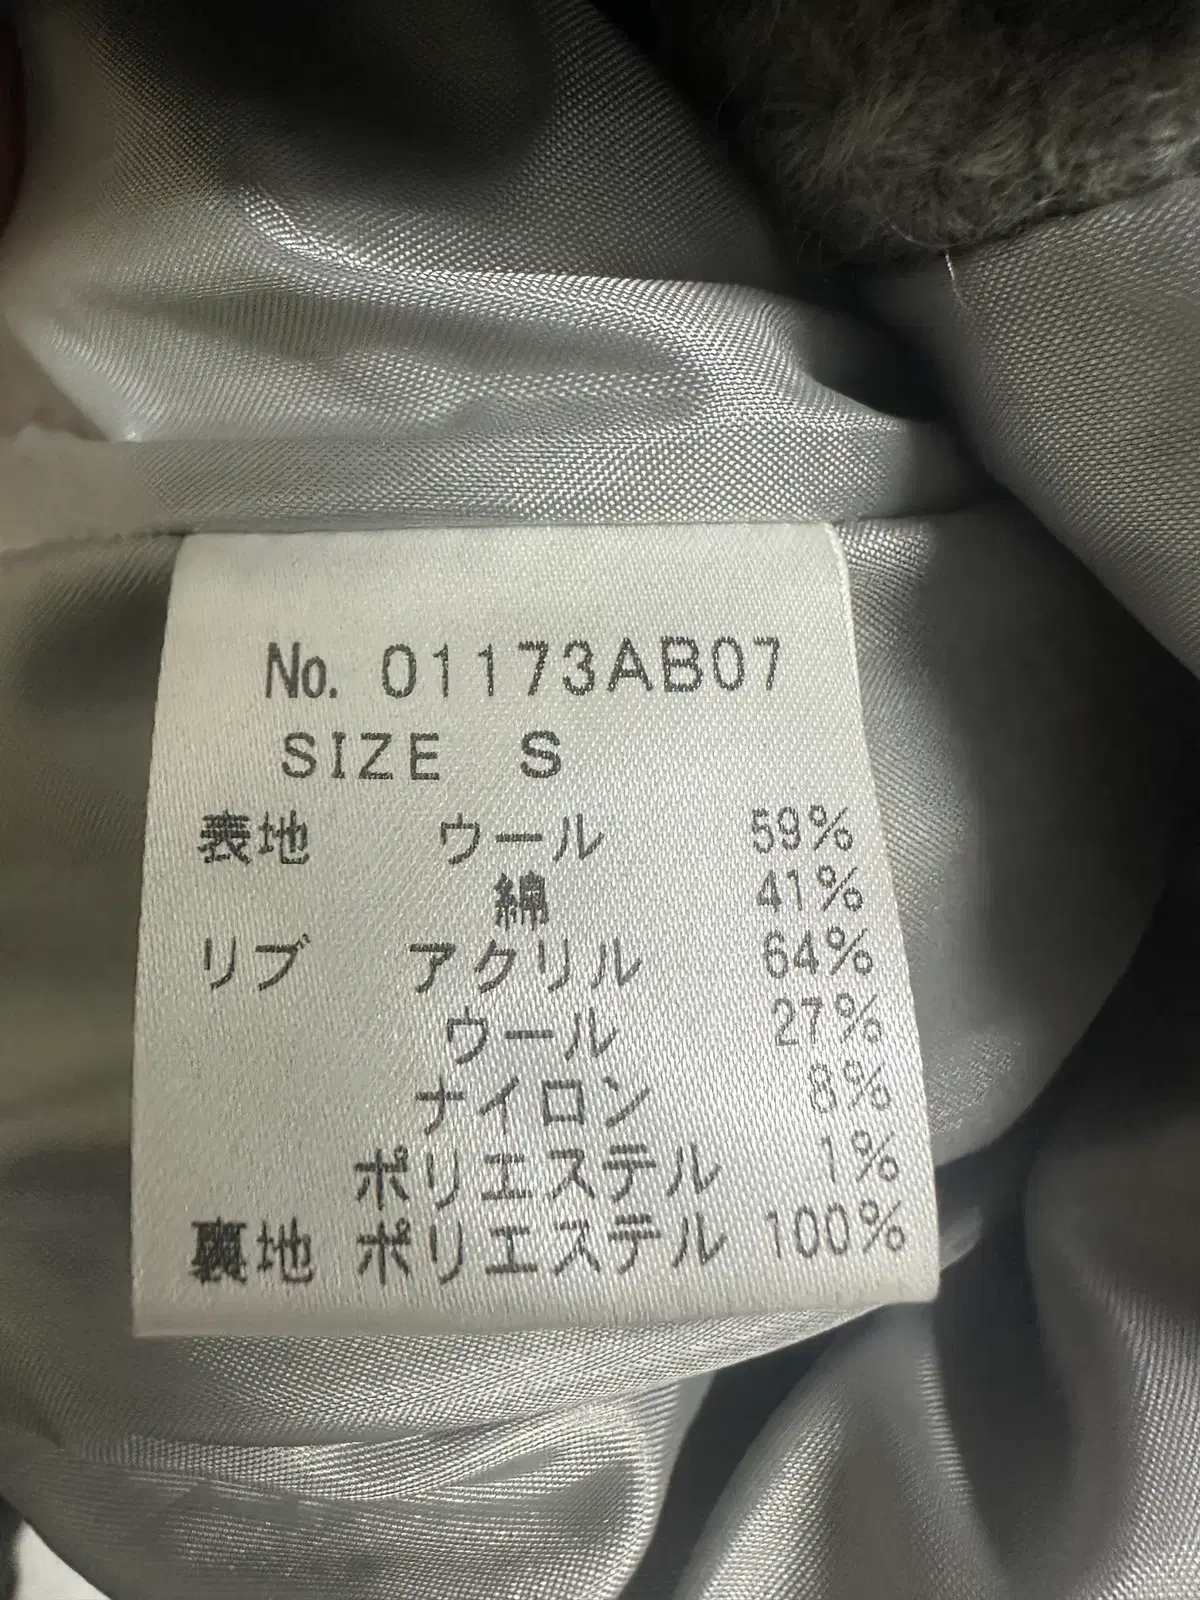 No. 01173AB07
SIZE S
表地 ウール 59%
綿 41%
リブ アクリル 64%
ウール 27%
ナイロン 8%
ポリエステル 1%
裏地 ポリエステル 100%